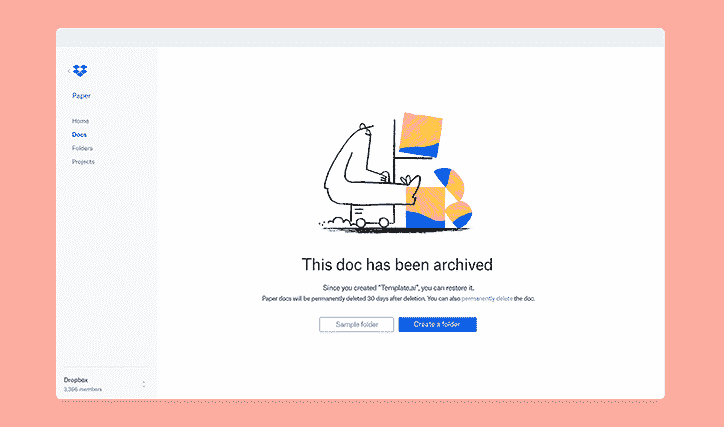 Paper
Home
Docs
Folders
Projects
This doc has been archived
Since you created "Template.ai", you can restore it.
Paper docs will be permanently deleted 30 days after deletion. You can also permanently delete the doc.
Sample folder
Create a folder
Dropbox
3,396 members